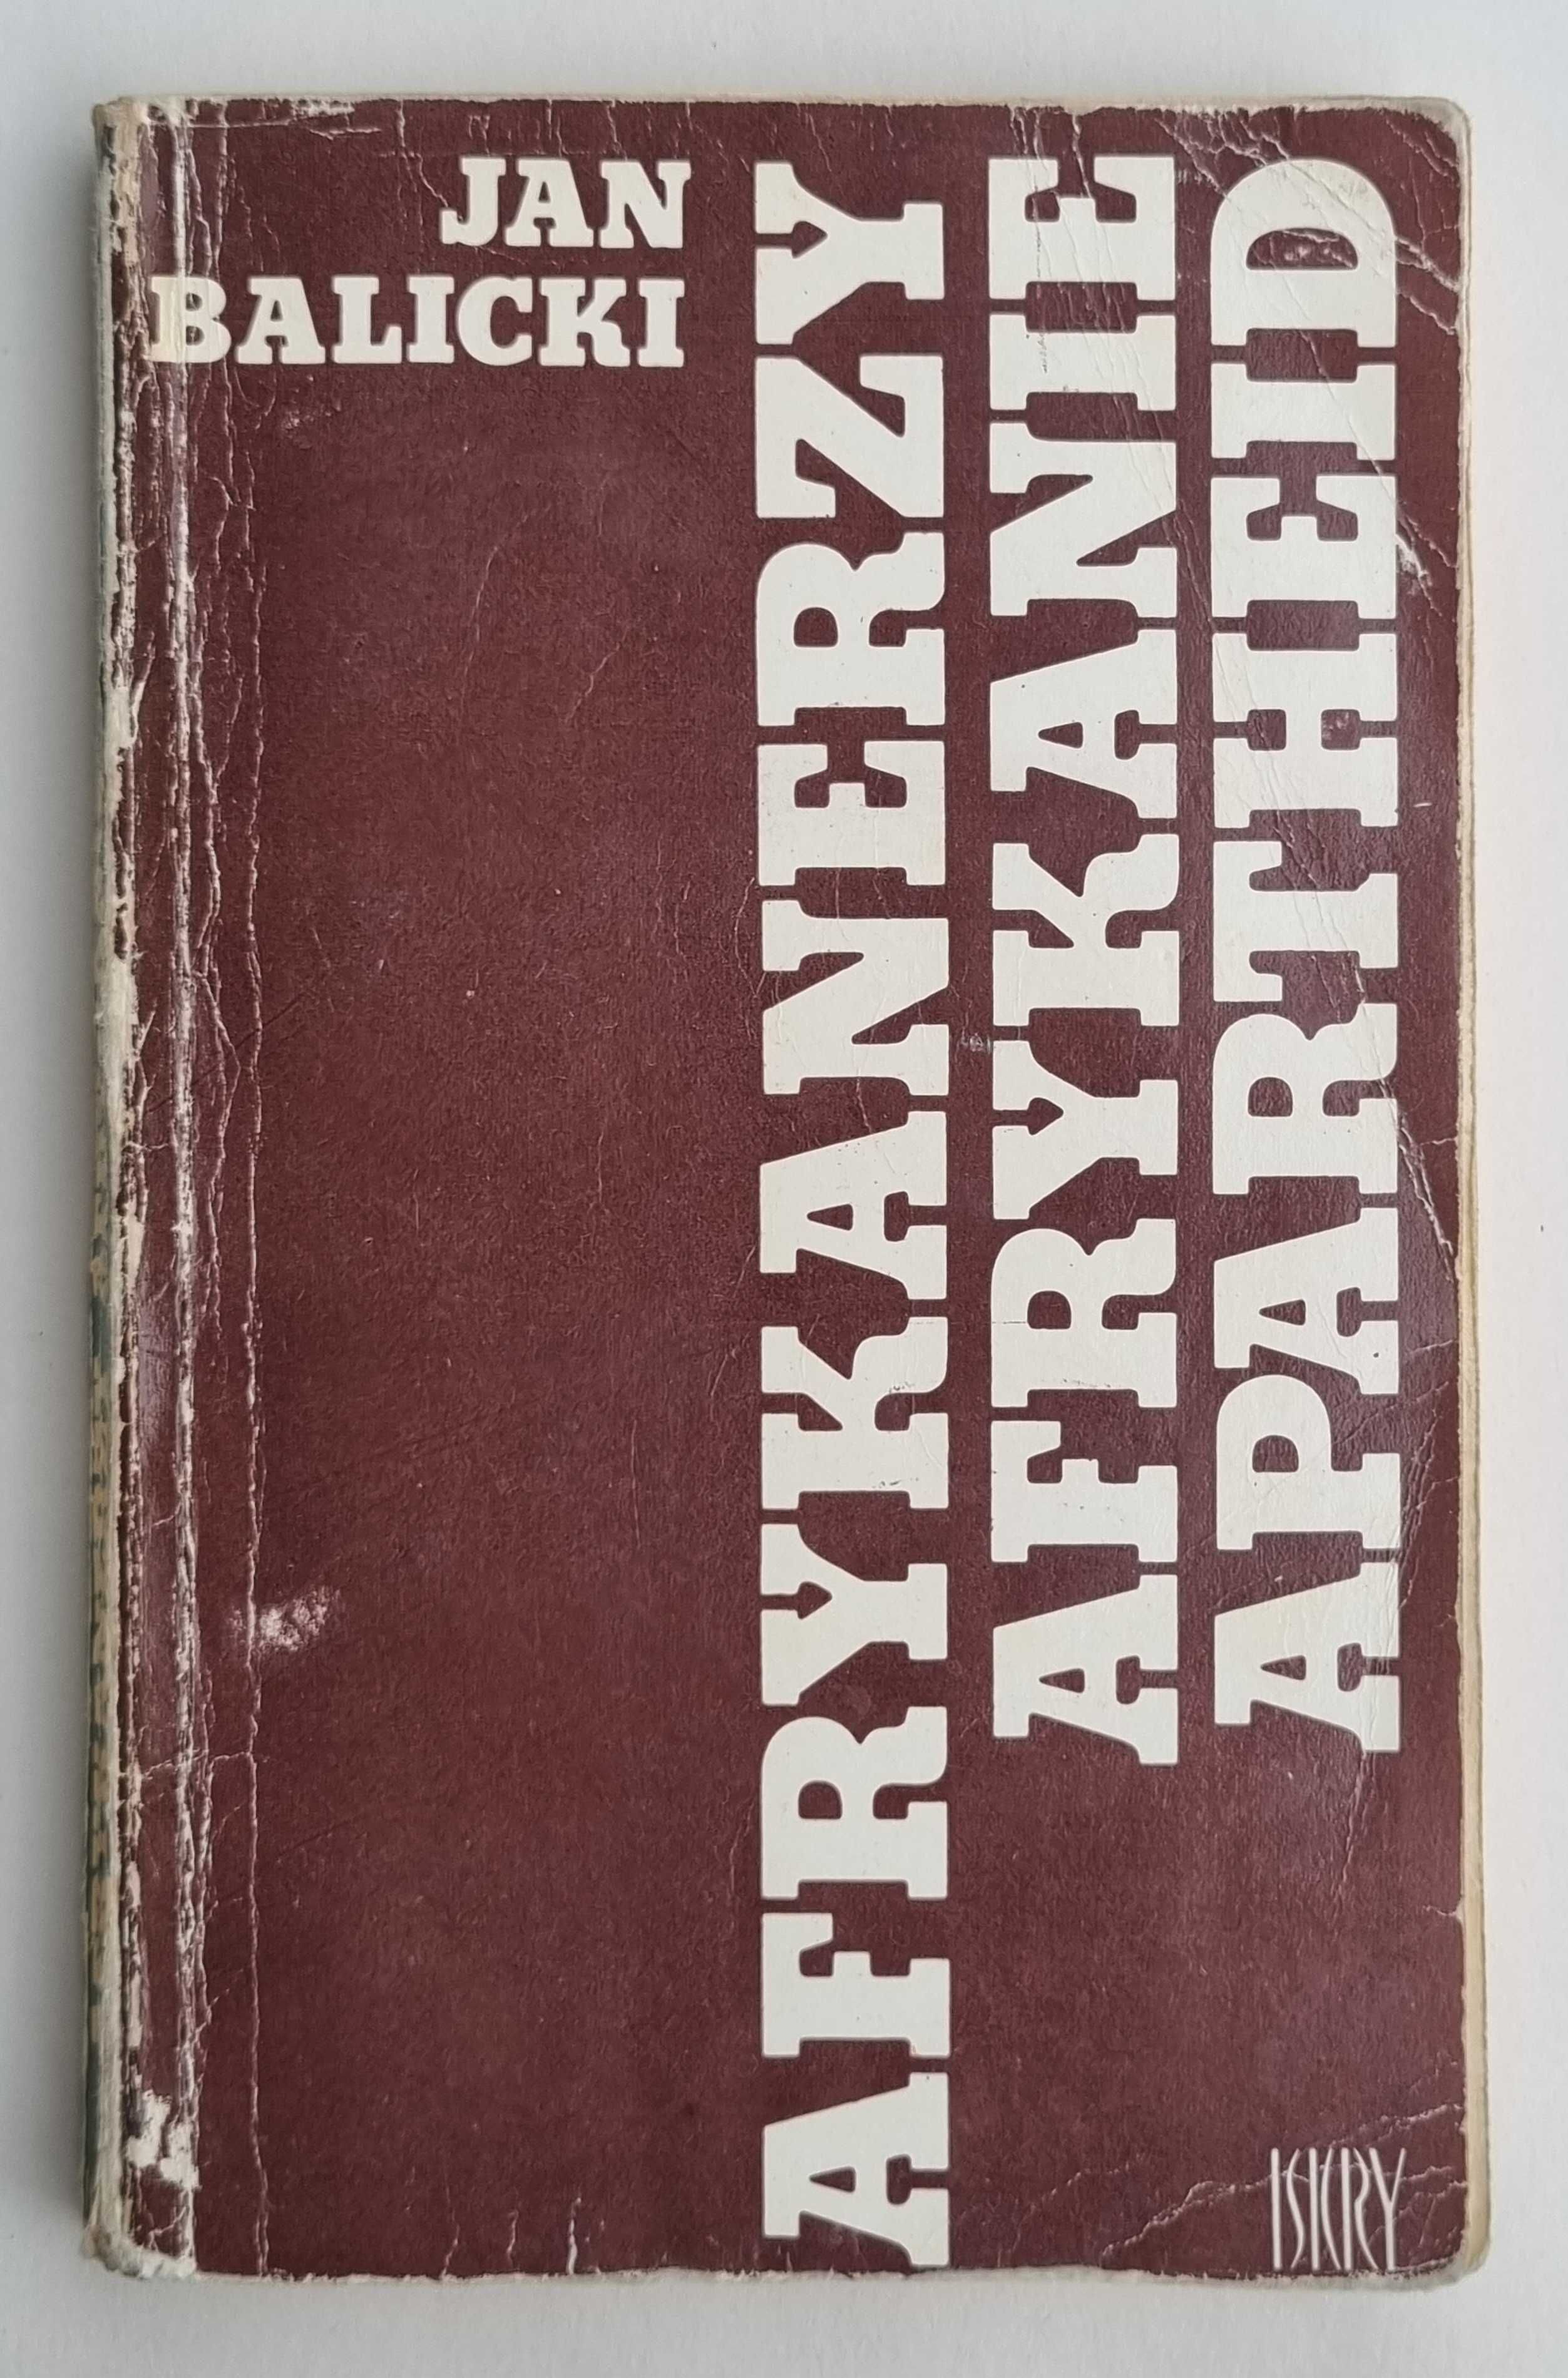 JAN
BALICKI
AFRYKANERZY
AFRYKANIE
APARTHEID
ISKRY